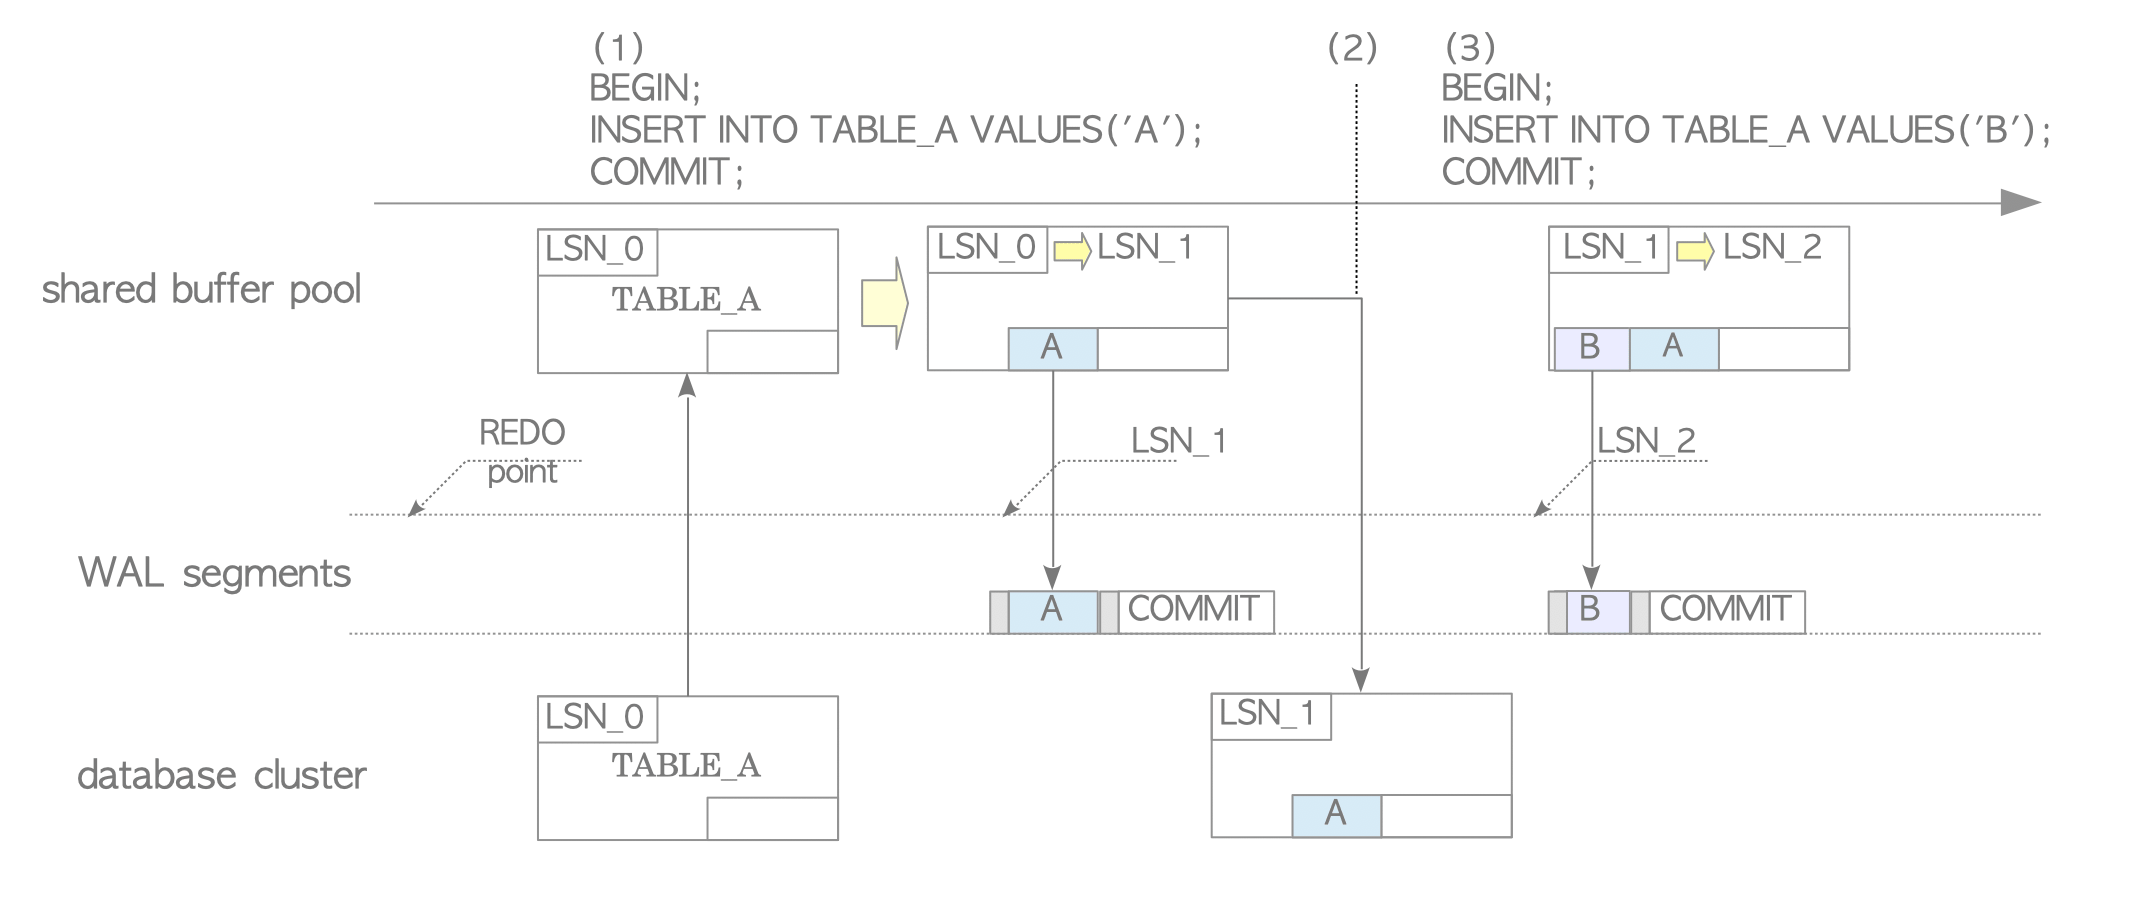 (1)
BEGIN;
INSERT INTO TABLE_A VALUES('A');
COMMIT;
(2)
(3)
BEGIN;
INSERT INTO TABLE_A VALUES('B');
COMMIT;
shared buffer pool
LSN_0
TABLE_A
LSN_0 LSN_1
A
LSN_1 LSN_2
B A
REDO
point
LSN_1
LSN_2
WAL segments
A COMMIT
B COMMIT
database cluster
LSN_0
TABLE_A
LSN_1
A